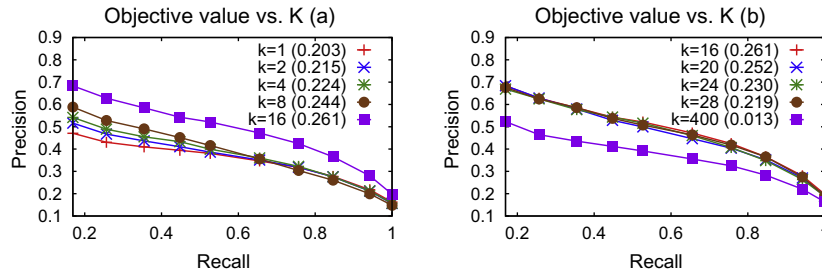 Objective value vs. K (a)
Precision
0.9
0.8
0.7
0.6
0.5
0.4
0.3
0.2
0.1
k=1 (0.203)
k=2 (0.215)
k=4 (0.224)
k=8 (0.244)
k=16 (0.261)
0.2
0.4
0.6
0.8
1
Recall
Objective value vs. K (b)
Precision
0.9
0.8
0.7
0.6
0.5
0.4
0.3
0.2
0.1
k=16 (0.261)
k=20 (0.252)
k=24 (0.230)
k=28 (0.219)
k=400 (0.013)
0.2
0.4
0.6
0.8
1
Recall